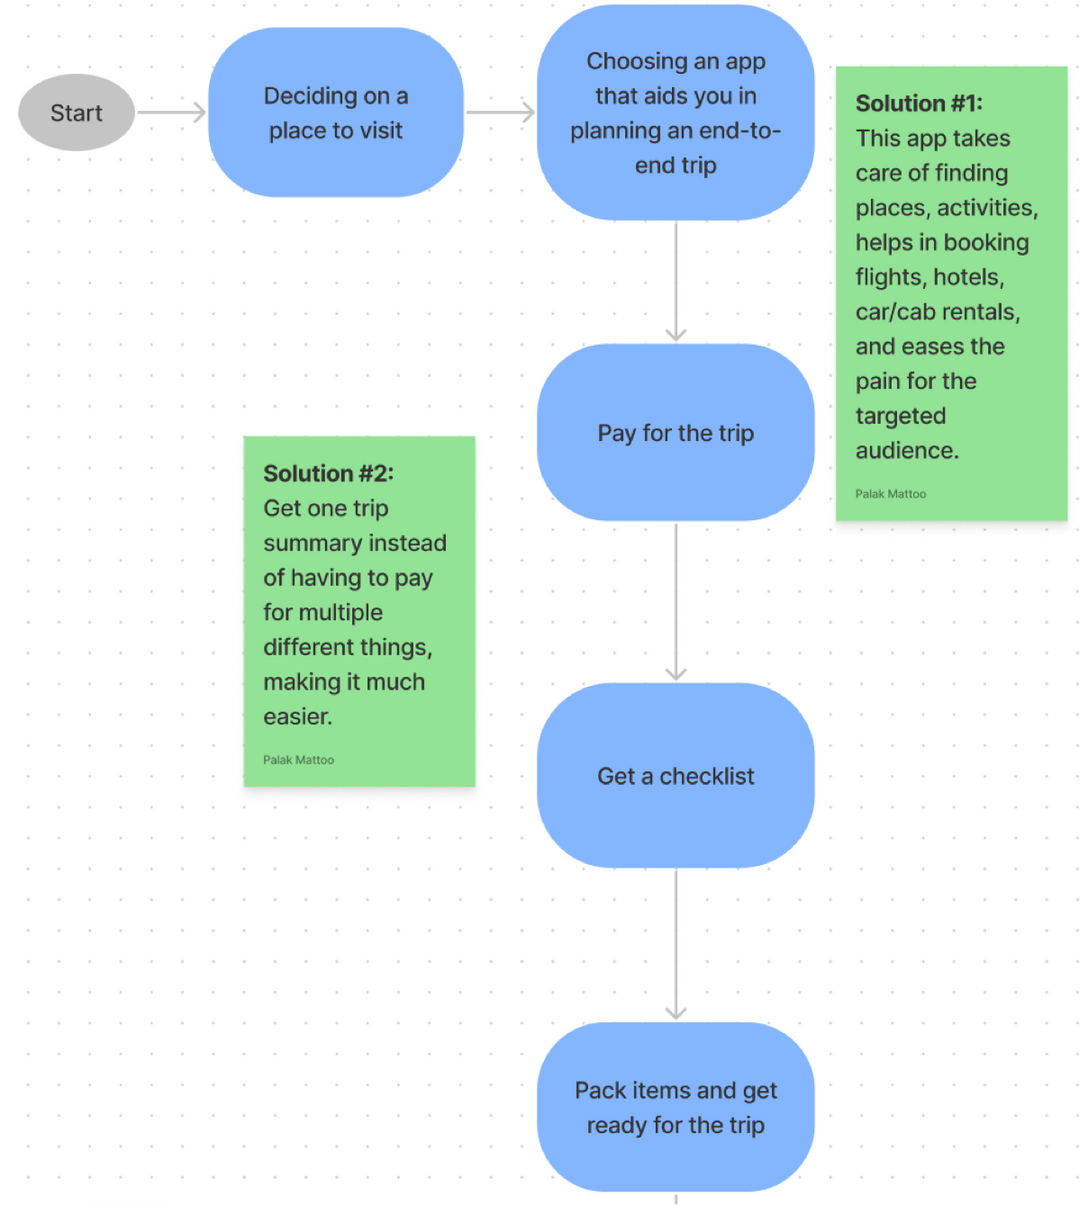 Start
Deciding on a
place to visit
Choosing an app
that aids you in
planning an end-to-
end trip
Solution #1:
This app takes
care of finding
places, activities,
helps in booking
flights, hotels,
car/cab rentals,
and eases the
pain for the
targeted
audience.
Palak Mattoo
Pay for the trip
Solution #2:
Get one trip
summary instead
of having to pay
for multiple
different things,
making it much
easier.
Palak Mattoo
Get a checklist
Pack items and get
ready for the trip